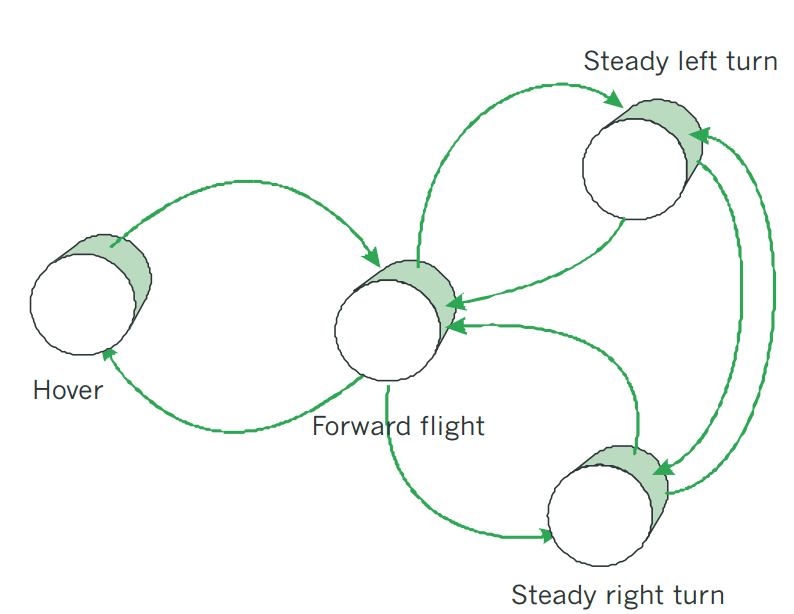 Steady left turn
Hover
Forward flight
Steady right turn